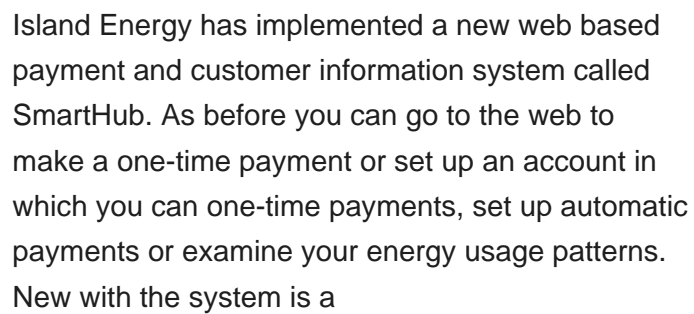 Island Energy has implemented a new web based
payment and customer information system called
SmartHub. As before you can go to the web to
make a one-time payment or set up an account in
which you can one-time payments, set up automatic
payments or examine your energy usage patterns.
New with the system is a